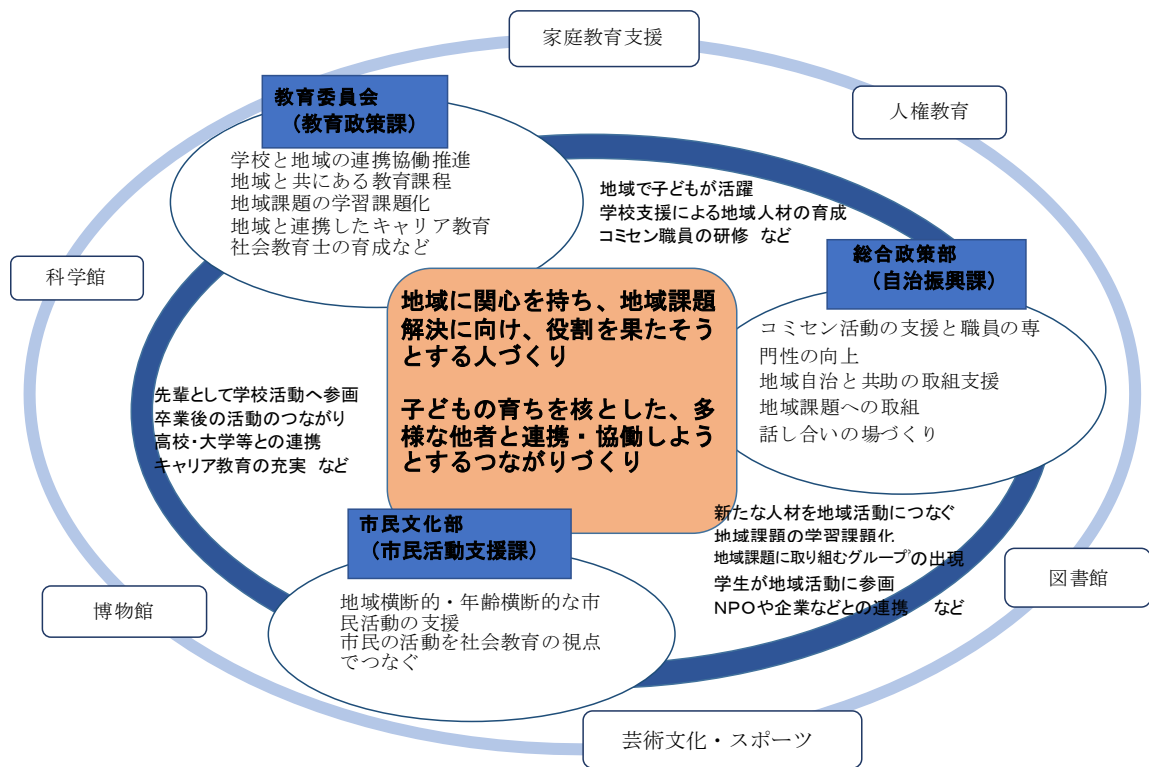 家庭教育支援
人権教育
教育委員会
（教育政策課）
学校と地域の連携協働推進
地域と共にある教育課程
地域課題の学習課題化
地域と連携したキャリア教育
社会教育士の育成など
地域で子どもが活躍
学校支援による地域人材の育成
コミセン職員の研修 など
科学館
総合政策部
（自治振興課）
コミセン活動の支援と職員の専
門性の向上
地域自治と共助の取組支援
地域課題への取組
話し合いの場づくり
地域に関心を持ち、地域課題
解決に向け、役割を果たそう
とする人づくり
子どもの育ちを核とした、多
様な他者と連携・協働しよう
とするつながりづくり
先輩として学校活動へ参画
卒業後の活動のつながり
高校・大学等との連携
キャリア教育の充実 など
市民文化部
（市民活動支援課）
地域横断的・年齢横断的な市
民活動の支援
市民の活動を社会教育の視点
でつなぐ
新たな人材を地域活動につなぐ
地域課題の学習課題化
地域課題に取り組むグループの出現
学生が地域活動に参画
NPOや企業などとの連携 など
図書館
博物館
芸術文化・スポーツ